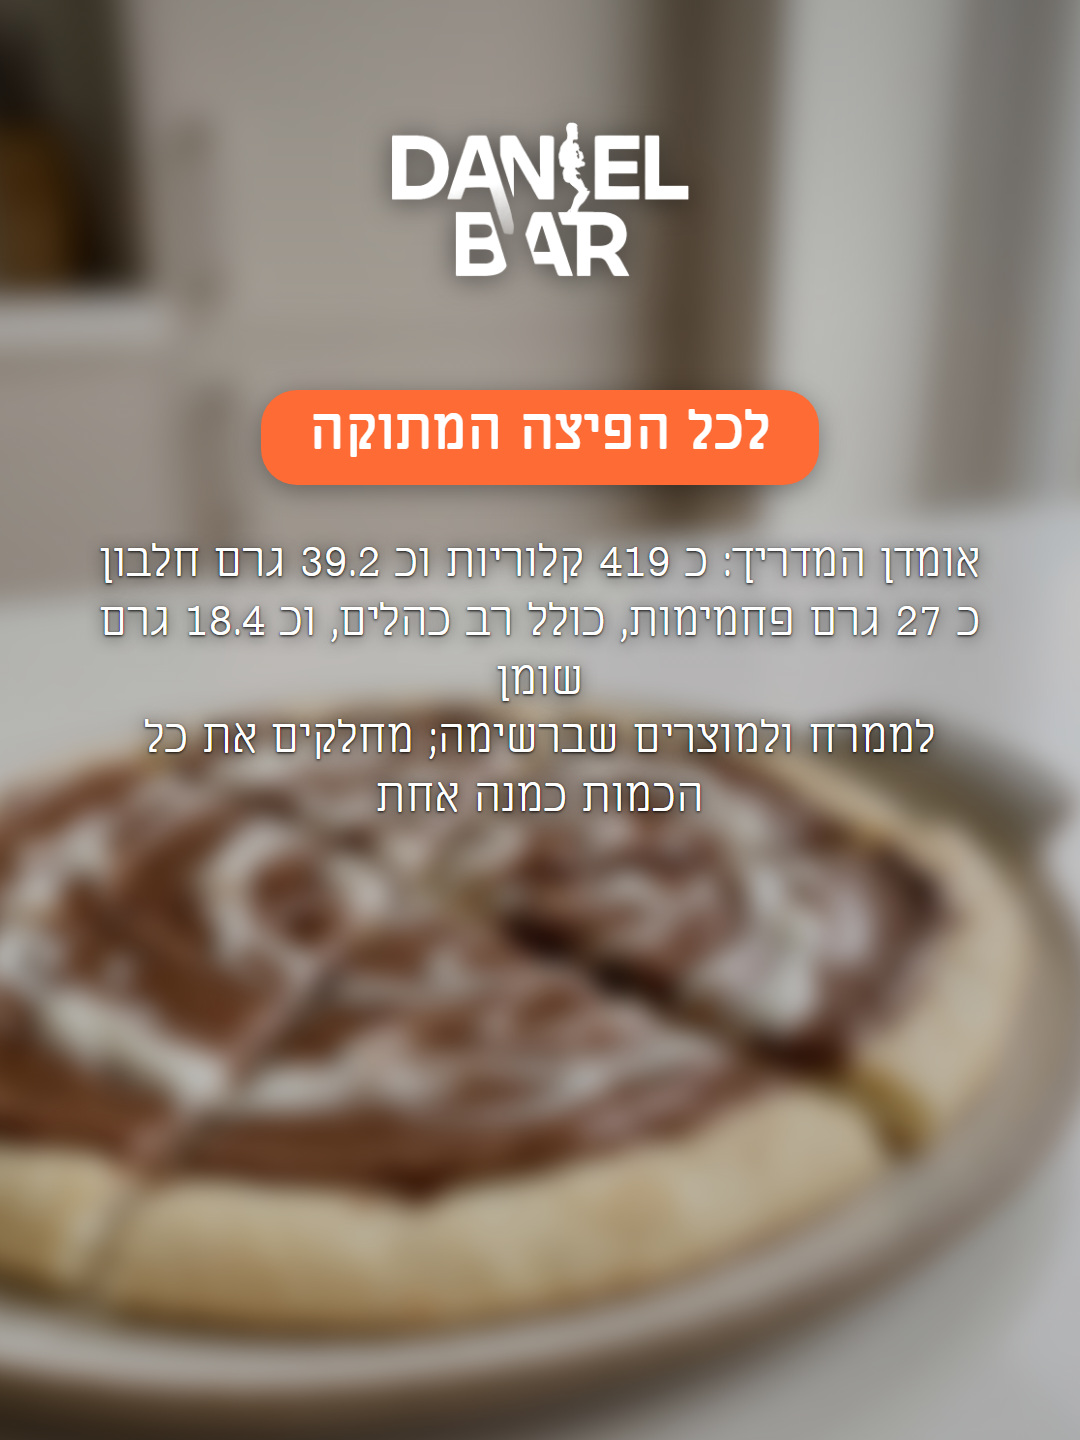 DANIEL
BAR
לכל הפיצה המתוקה
אומדן המדריך: כ 419 קלוריות וכ 39.2 גרם חלבון
כ 27 גרם פחמימות, כולל רב כהלים, וכ 18.4 גרם
שומן
לממרח ולמוצרים שברשימה; מחלקים את כל
הכמות כמנה אחת